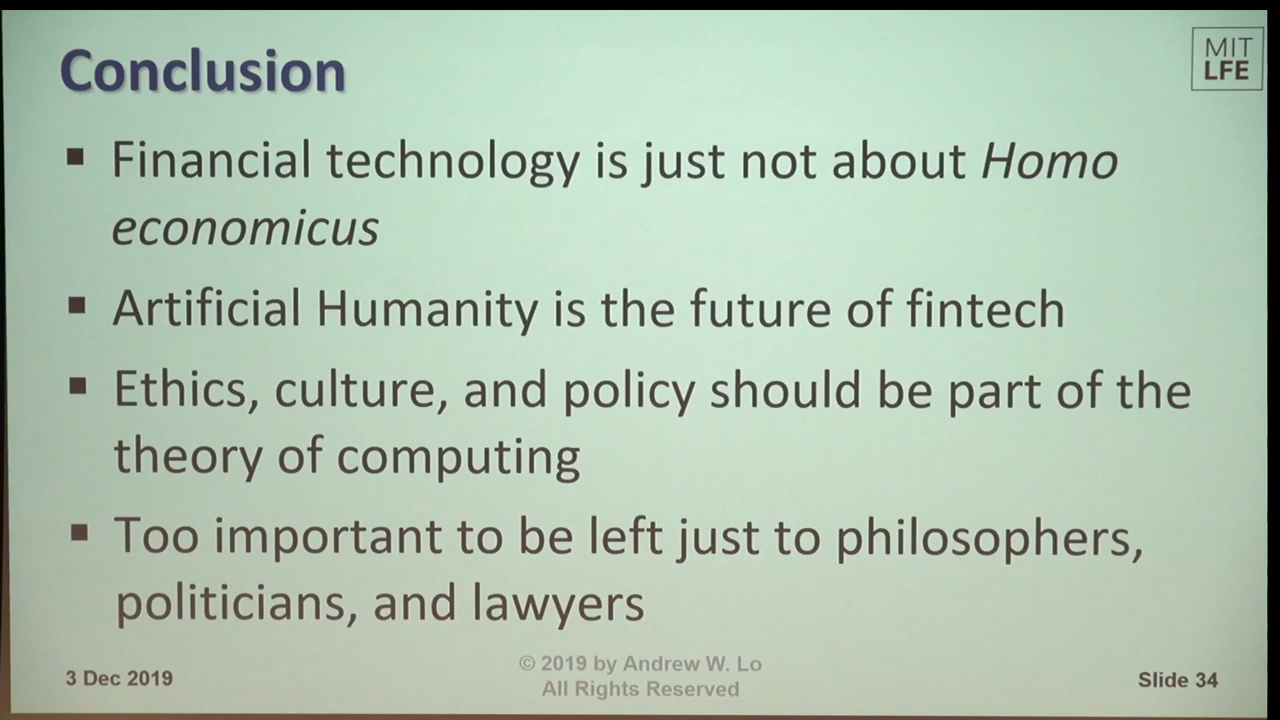 Conclusion
MIT
LFE
▪ Financial technology is just not about Homo
economicus
▪ Artificial Humanity is the future of fintech
▪ Ethics, culture, and policy should be part of the
theory of computing
▪ Too important to be left just to philosophers,
politicians, and lawyers
3 Dec 2019
© 2019 by Andrew W. Lo
All Rights Reserved
Slide 34